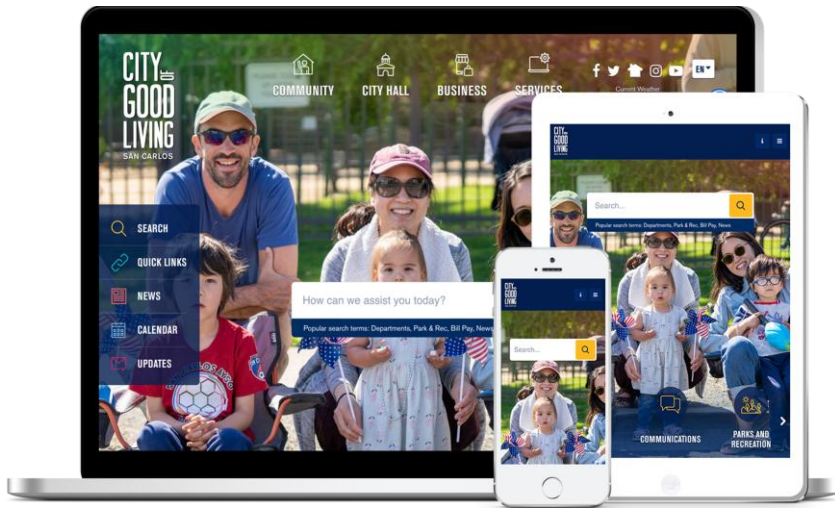 CITY OF
GOOD
LIVING
SAN CARLOS
COMMUNITY
CITY HALL
BUSINESS
SERVICES
EN
Current Weather
SEARCH
QUICK LINKS
NEWS
CALENDAR
UPDATES
How can we assist you today?
Popular search terms: Departments, Park & Rec, Bill Pay, News
CITY OF
GOOD
LIVING
Search...
Popular search terms: Departments, Park & Rec, Bill Pay, News
COMMUNICATIONS
PARKS AND
RECREATION
CITY OF
GOOD
LIVING
Search...